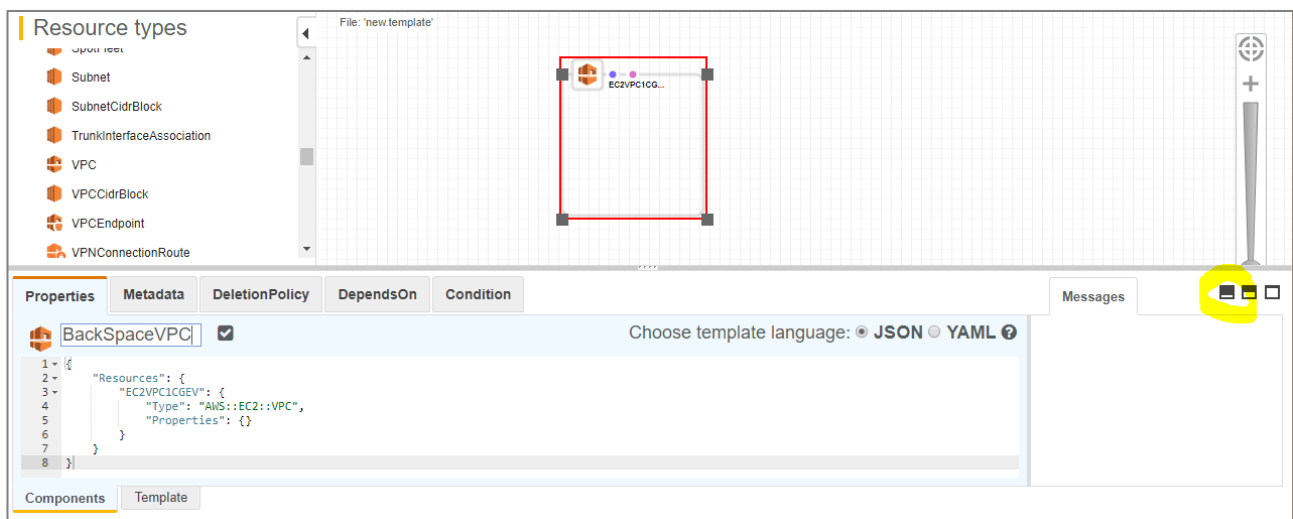 Resource types
File: 'new.template'
SpotFleet
Subnet
SubnetCidrBlock
TrunkInterfaceAssociation
VPC
VPCCidrBlock
VPCEndpoint
VPNConnectionRoute
EC2VPC1CG...
Properties Metadata DeletionPolicy DependsOn Condition
Messages
BackSpaceVPC
Choose template language: JSON YAML
1 {
2 "Resources": {
3 "EC2VPC1CGEV": {
4 "Type": "AWS::EC2::VPC",
5 "Properties": {}
6 }
7 }
8 }
Components Template